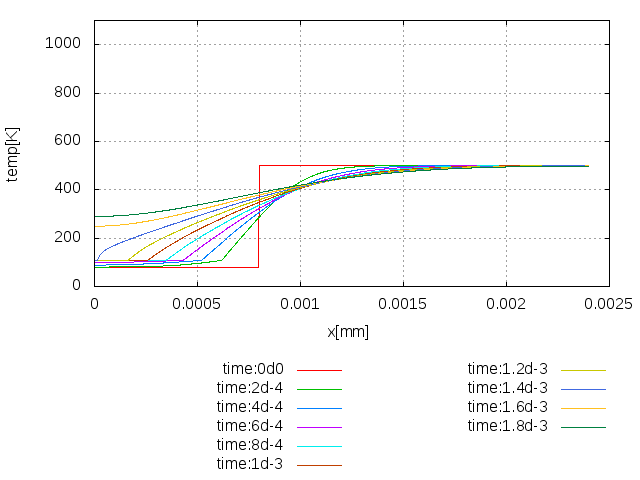 temp[K]
1000
800
600
400
200
0
0
0.0005
0.001
0.0015
0.002
0.0025
x[mm]
time:0d0
time:2d-4
time:4d-4
time:6d-4
time:8d-4
time:1d-3
time:1.2d-3
time:1.4d-3
time:1.6d-3
time:1.8d-3